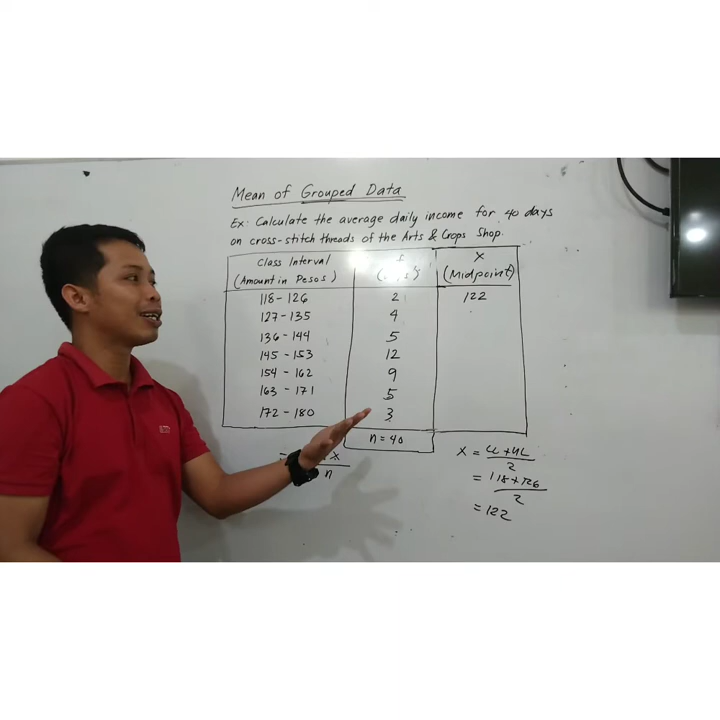 Mean of Grouped Data
Ex: Calculate the average daily income for 40 days
on cross-stitch threads of the Arts & Crops Shop.
Class Interval X
(Amount in Pesos) (Midpoint)
118 - 126 2 122
127 - 135 4
136 - 144 5
145 - 153 12
154 - 162 9
163 - 171 5
172 - 180 3
n = 40
X = LL + UL
2
= 118 + 126
2
= 122
x
n